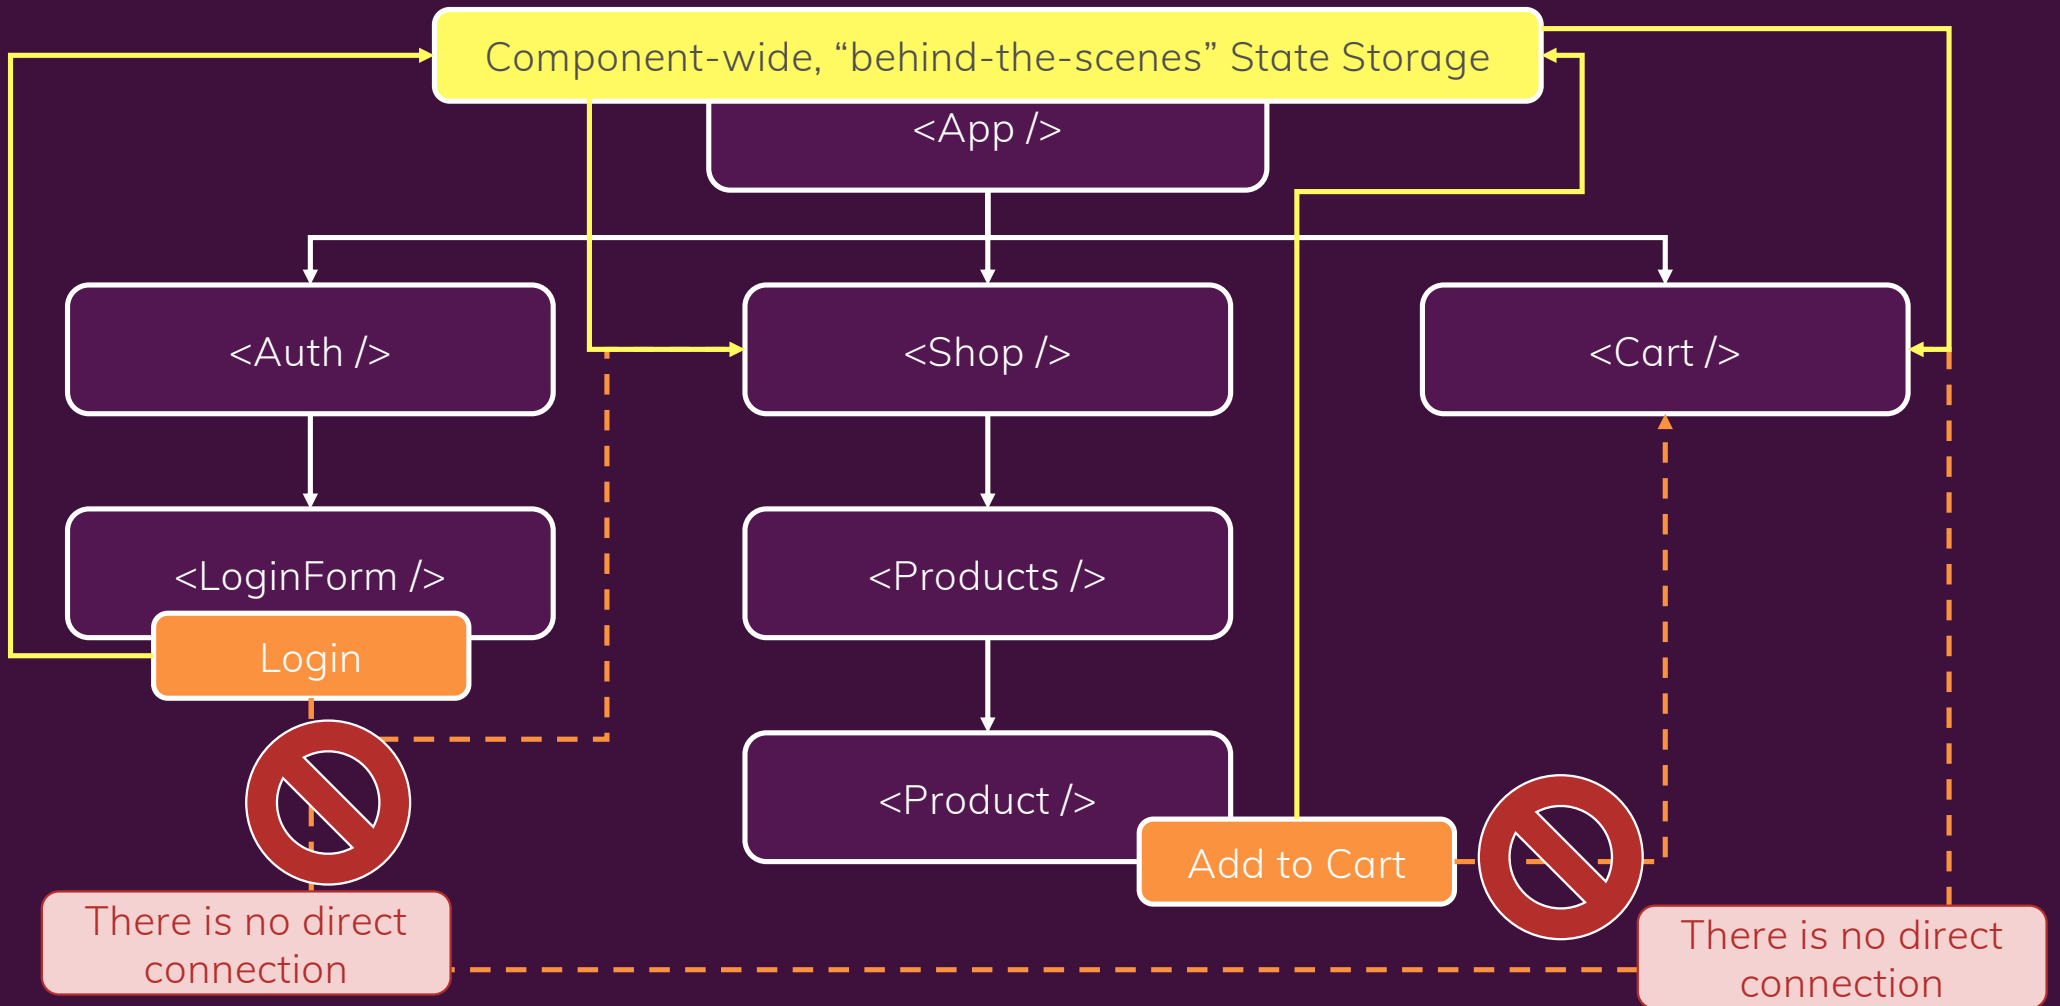 Component-wide, “behind-the-scenes” State Storage
<App />
<Auth />
<Shop />
<Cart />
<LoginForm />
<Products />
Login
<Product />
Add to Cart
There is no direct
connection
There is no direct
connection